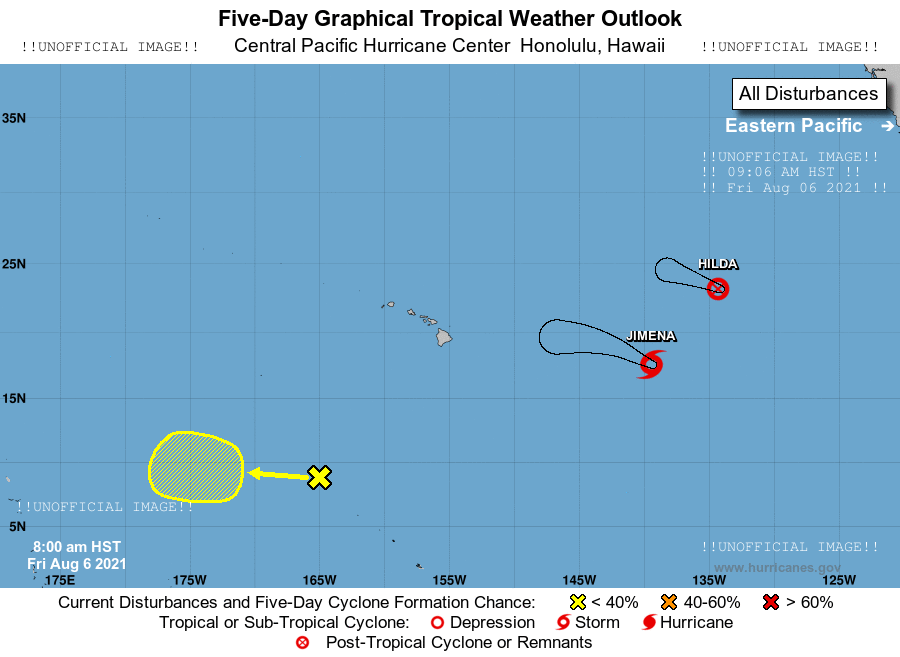 Five-Day Graphical Tropical Weather Outlook
!!UNOFFICIAL IMAGE!! Central Pacific Hurricane Center Honolulu, Hawaii !!UNOFFICIAL IMAGE!!
All Disturbances
35N
Eastern Pacific →
!!UNOFFICIAL IMAGE!!
!! 09:06 AM HST !!
!! Fri Aug 06 2021 !!
25N
HILDA
JIMENA
15N
!!UNOFFICIAL IMAGE!!
5N
8:00 am HST
Fri Aug 6 2021
!!UNOFFICIAL IMAGE!!
www.hurricanes.gov
175E 175W 165W 155W 145W 135W 125W
Current Disturbances and Five-Day Cyclone Formation Chance: < 40% 40-60% > 60%
Tropical or Sub-Tropical Cyclone: Depression Storm Hurricane
Post-Tropical Cyclone or Remnants